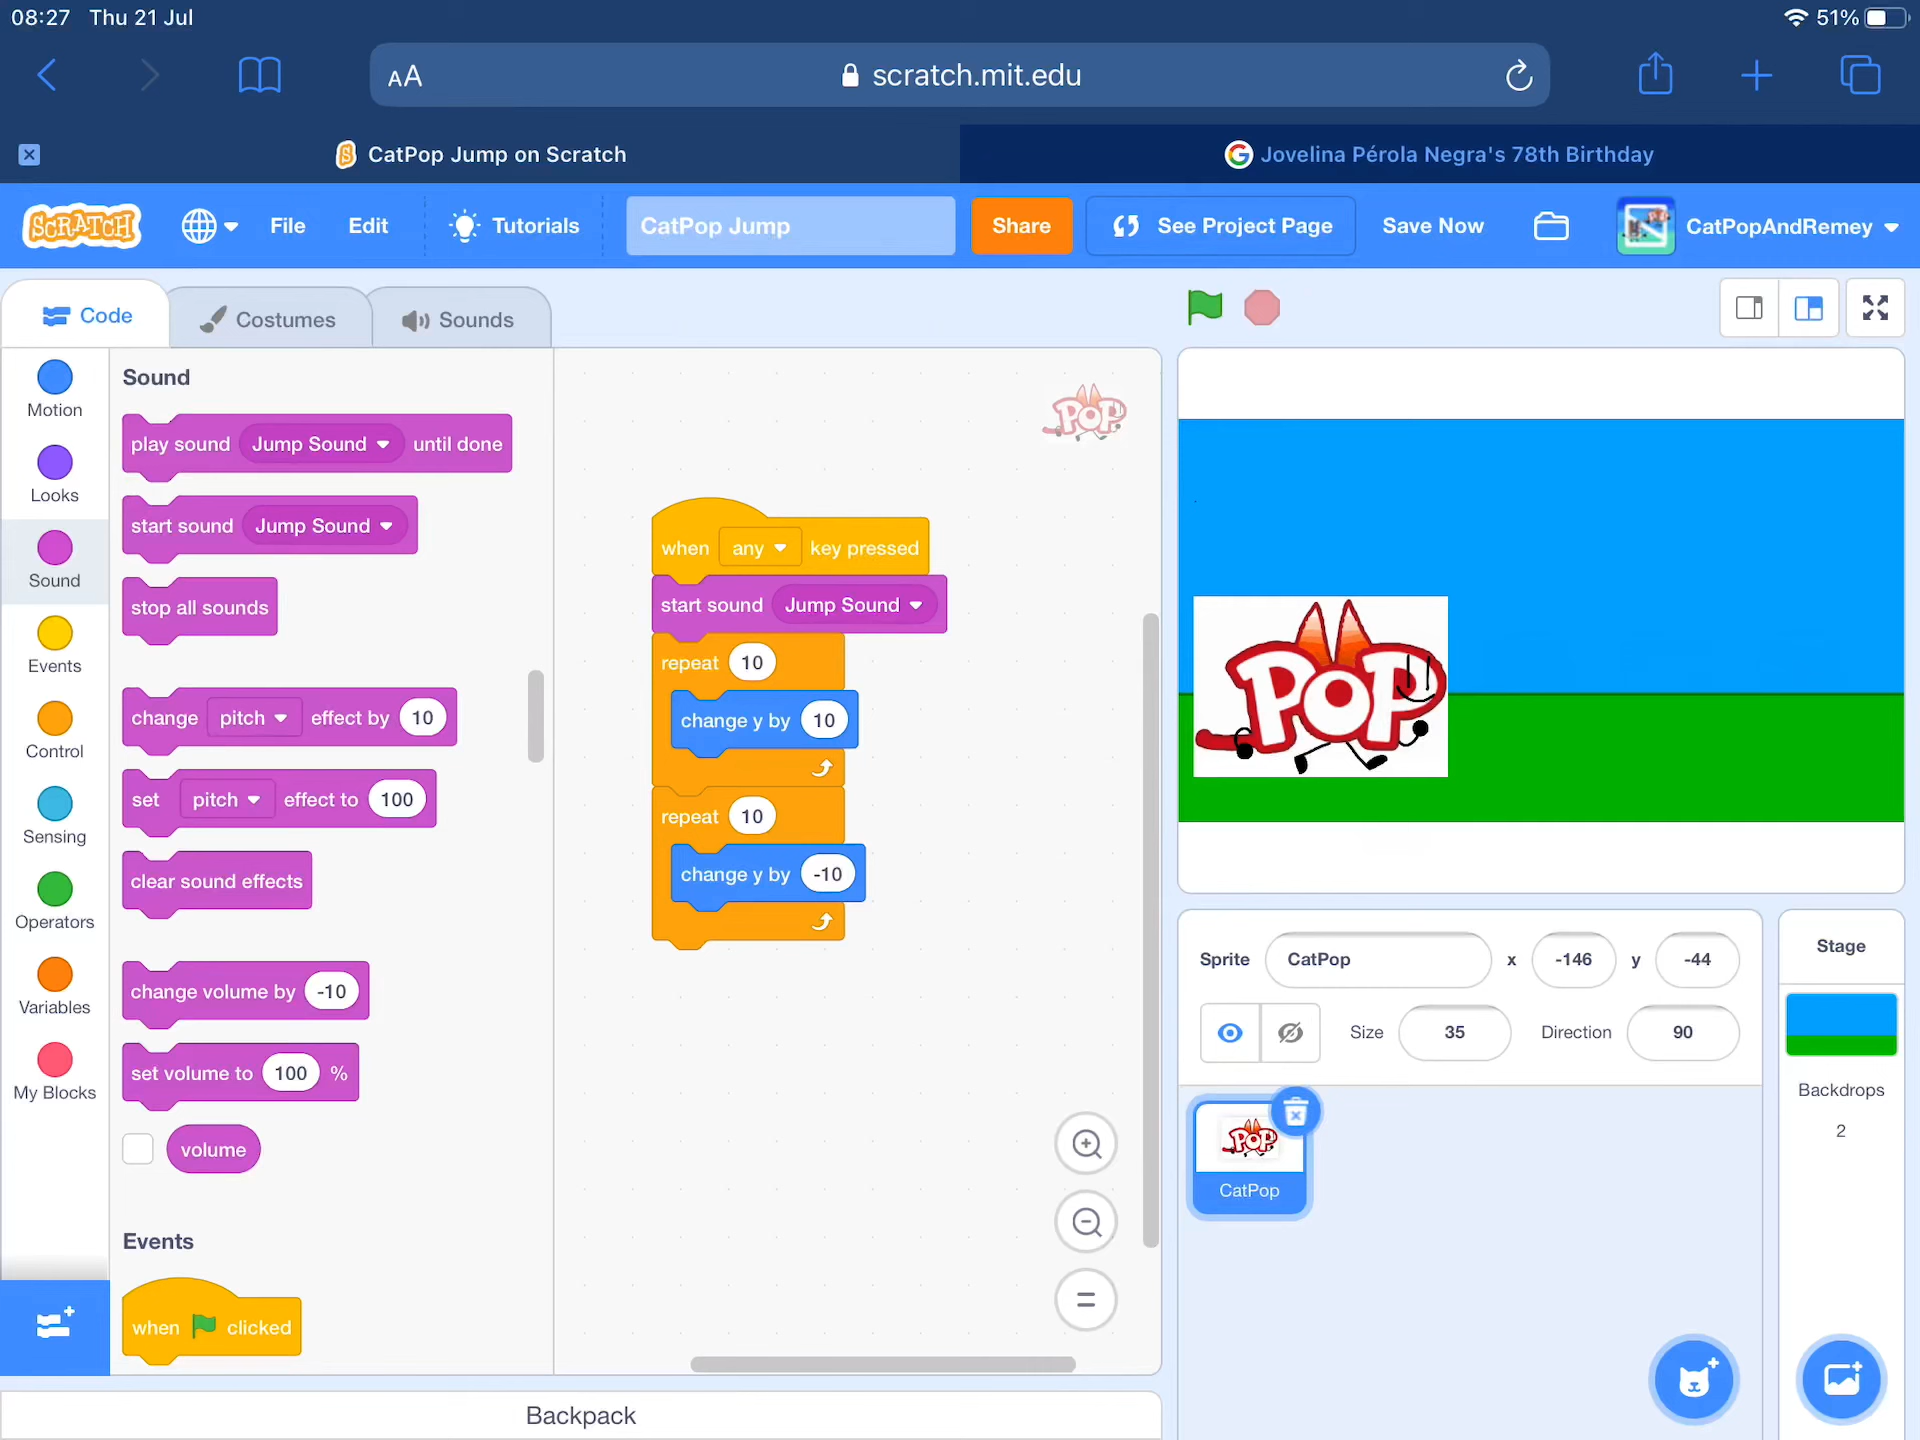 08:27 Thu 21 Jul 51%
AA scratch.mit.edu
CatPop Jump on Scratch Jovelina Pérola Negra's 78th Birthday
SCRATCH File Edit Tutorials CatPop Jump Share See Project Page Save Now CatPopAndRemey
Code Costumes Sounds
Motion
Looks
Sound
Events
Control
Sensing
Operators
Variables
My Blocks
Sound
play sound Jump Sound until done
start sound Jump Sound
stop all sounds
change pitch effect by 10
set pitch effect to 100
clear sound effects
change volume by -10
set volume to 100 %
volume
Events
when clicked
POP
when any key pressed
start sound Jump Sound
repeat 10
change y by 10
repeat 10
change y by -10
=
Backpack
POP
Sprite CatPop x -146 y -44
Size 35 Direction 90
POP
CatPop
Stage
Backdrops
2